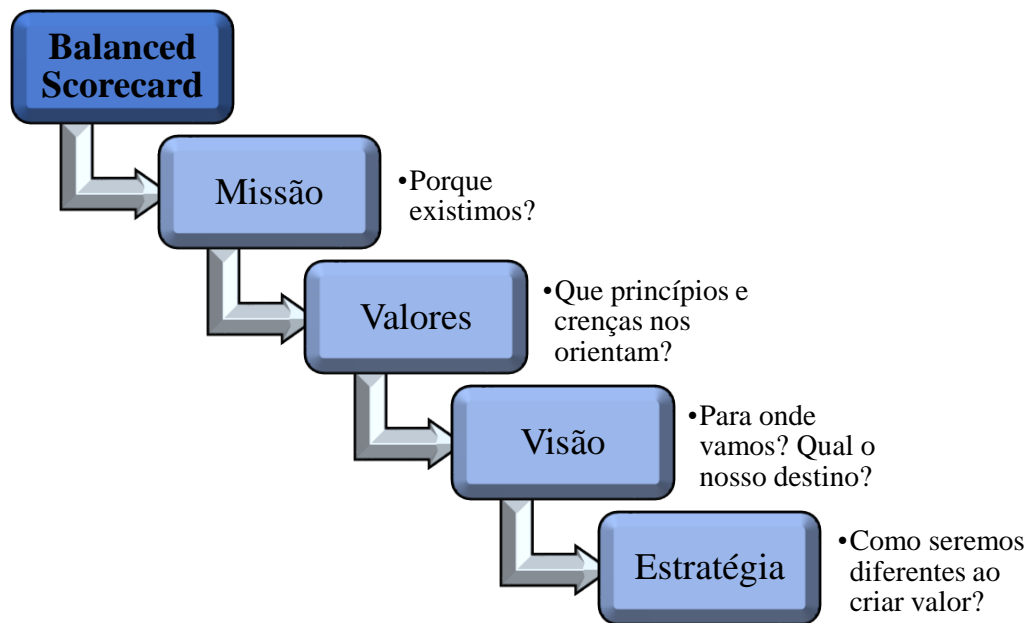 Balanced
Scorecard
Missão
•Porque
existimos?
Valores
•Que princípios e
crenças nos
orientam?
Visão
•Para onde
vamos? Qual o
nosso destino?
Estratégia
•Como seremos
diferentes ao
criar valor?